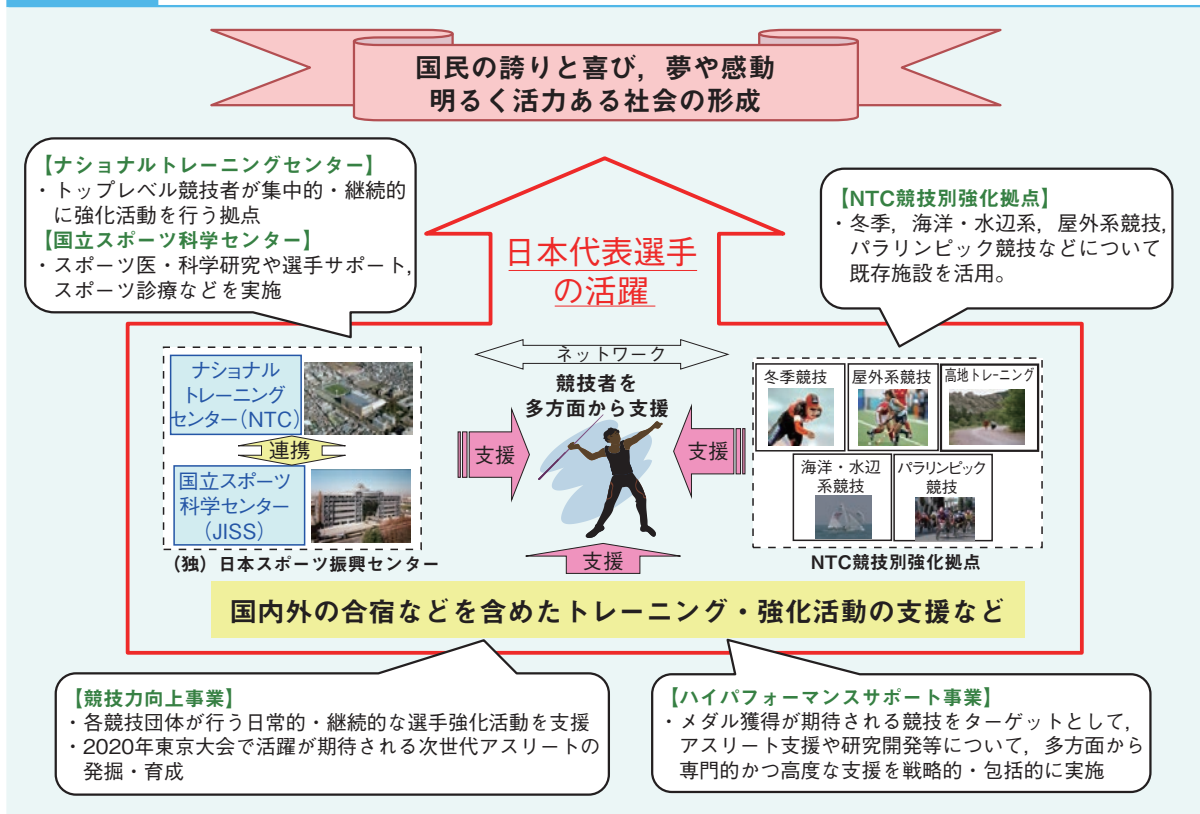 国民の誇りと喜び，夢や感動
明るく活力ある社会の形成
【ナショナルトレーニングセンター】
・トップレベル競技者が集中的・継続的
に強化活動を行う拠点
【国立スポーツ科学センター】
・スポーツ医・科学研究や選手サポート，
スポーツ診療などを実施
【NTC競技別強化拠点】
・冬季，海洋・水辺系，屋外系競技，
パラリンピック競技などについて
既存施設を活用。
日本代表選手
の活躍
ナショナル
トレーニング
センター（NTC）
連携
国立スポーツ
科学センター
（JISS）
（独）日本スポーツ振興センター
ネットワーク
競技者を
多方面から支援
支援
支援
支援
冬季競技
屋外系競技
高地トレーニング
海洋・水辺
系競技
パラリンピック
競技
NTC競技別強化拠点
国内外の合宿などを含めたトレーニング・強化活動の支援など
【競技力向上事業】
・各競技団体が行う日常的・継続的な選手強化活動を支援
・2020年東京大会で活躍が期待される次世代アスリートの
発掘・育成
【ハイパフォーマンスサポート事業】
・メダル獲得が期待される競技をターゲットとして，
アスリート支援や研究開発等について，多方面から
専門的かつ高度な支援を戦略的・包括的に実施